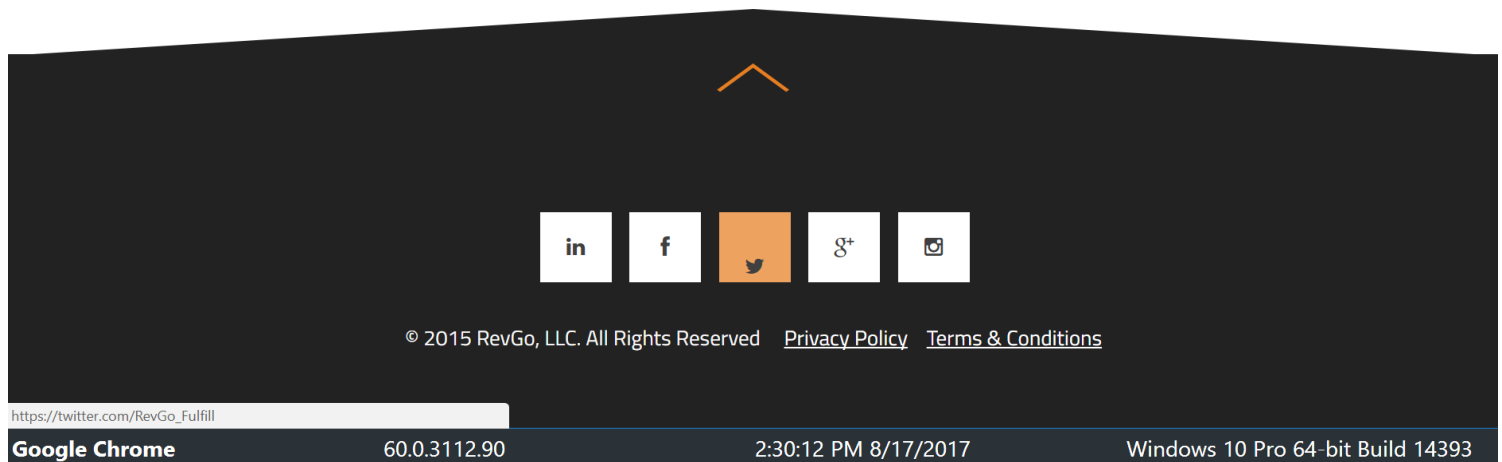 in f g+
© 2015 RevGo, LLC. All Rights Reserved Privacy Policy Terms & Conditions
https://twitter.com/RevGo_Fulfill
Google Chrome 60.0.3112.90 2:30:12 PM 8/17/2017 Windows 10 Pro 64-bit Build 14393